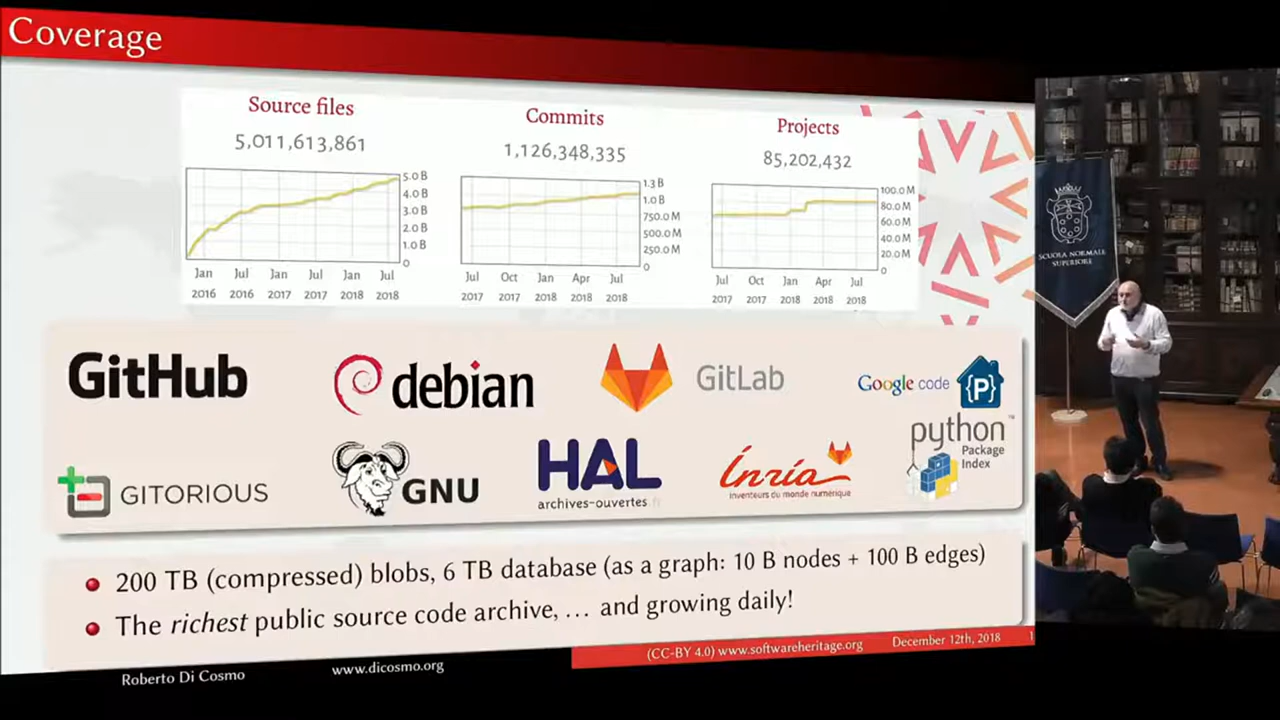 Coverage
Source files
5,011,613,861
5.0 B
4.0 B
3.0 B
2.0 B
1.0 B
0
Jan Jul Jan Jul Jan Jul
2016 2016 2017 2017 2018 2018
Commits
1,126,348,335
1.3 B
1.0 B
750.0 M
500.0 M
250.0 M
0
Jul Oct Jan Apr Jul
2017 2017 2018 2018 2018
Projects
85,202,432
100.0 M
80.0 M
60.0 M
40.0 M
20.0 M
0
Jul Oct Jan Apr Jul
2017 2017 2018 2018 2018
GitHub
debian
GitLab
Google code
{P}
GITORIOUS
GNU
HAL
archives-ouvertes
Inria
inventeurs du monde numérique
python™
Package
Index
200 TB (compressed) blobs, 6 TB database (as a graph: 10 B nodes + 100 B edges)
The richest public source code archive, … and growing daily!
Roberto Di Cosmo
www.dicosmo.org
(CC-BY 4.0) www.softwareheritage.org
December 12th, 2018
SCUOLA NORMALE
SUPERIORE